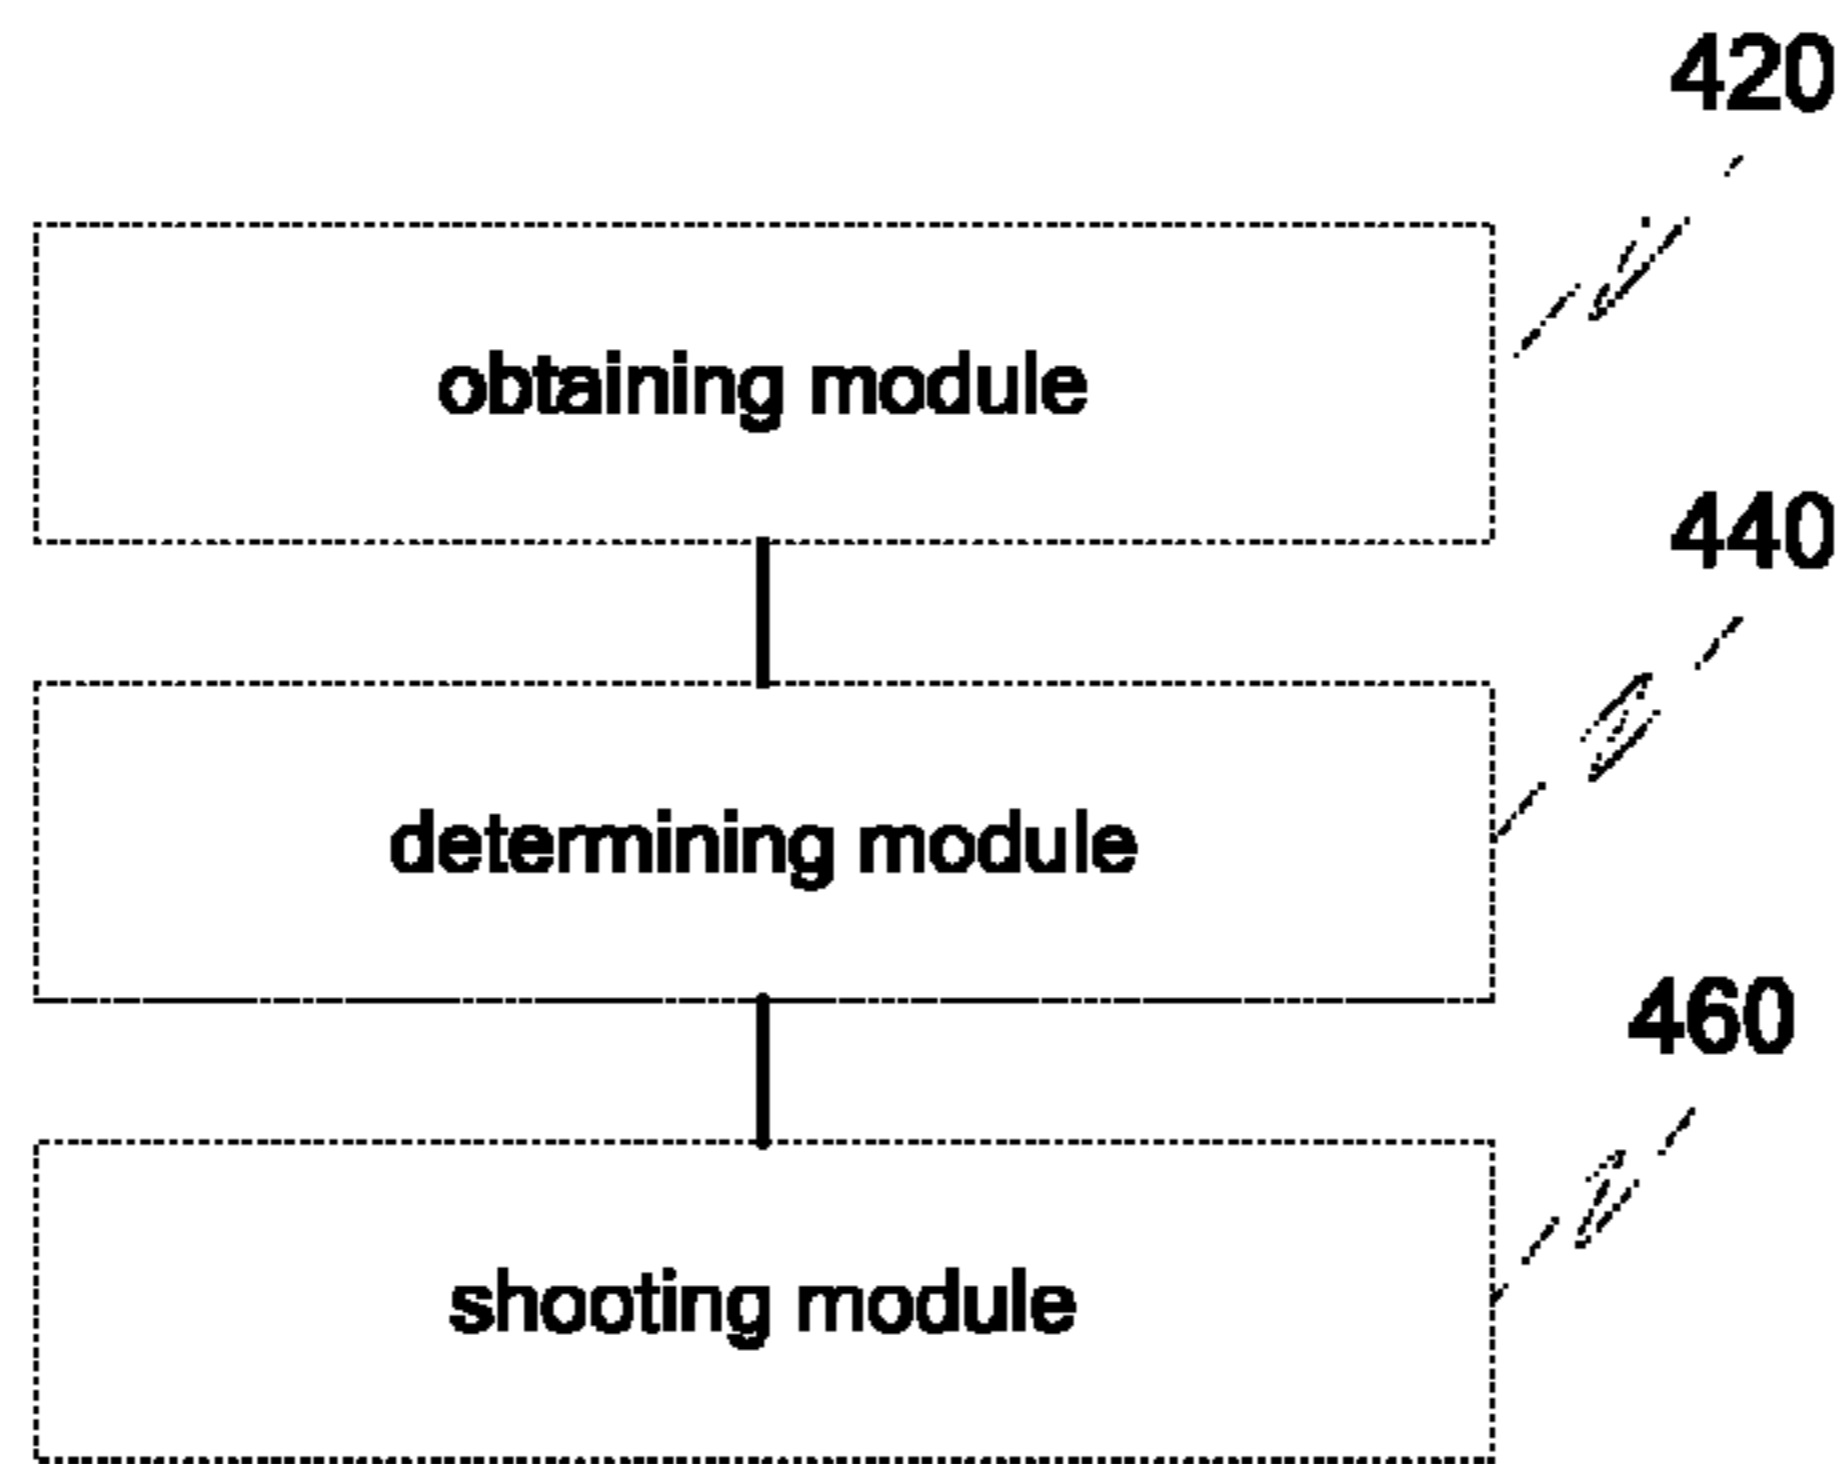 420
obtaining module
440
determining module
460
shooting module